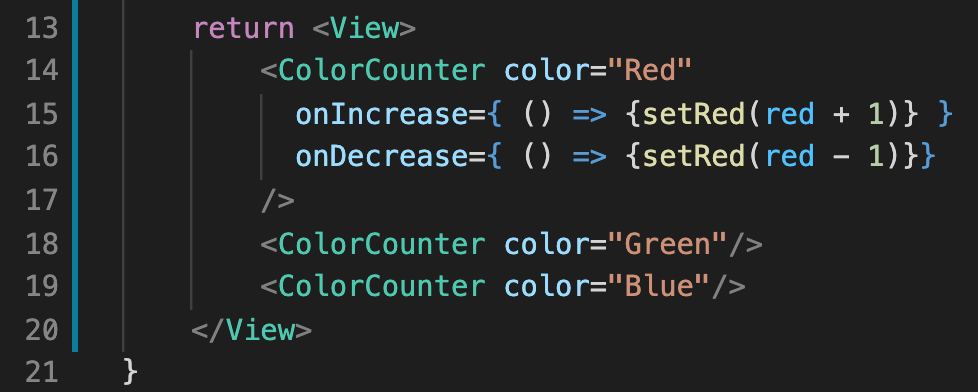 13 return <View>
14 <ColorCounter color="Red"
15 onIncrease={ () => {setRed(red + 1)} }
16 onDecrease={ () => {setRed(red - 1)}}
17 />
18 <ColorCounter color="Green"/>
19 <ColorCounter color="Blue"/>
20 </View>
21 }